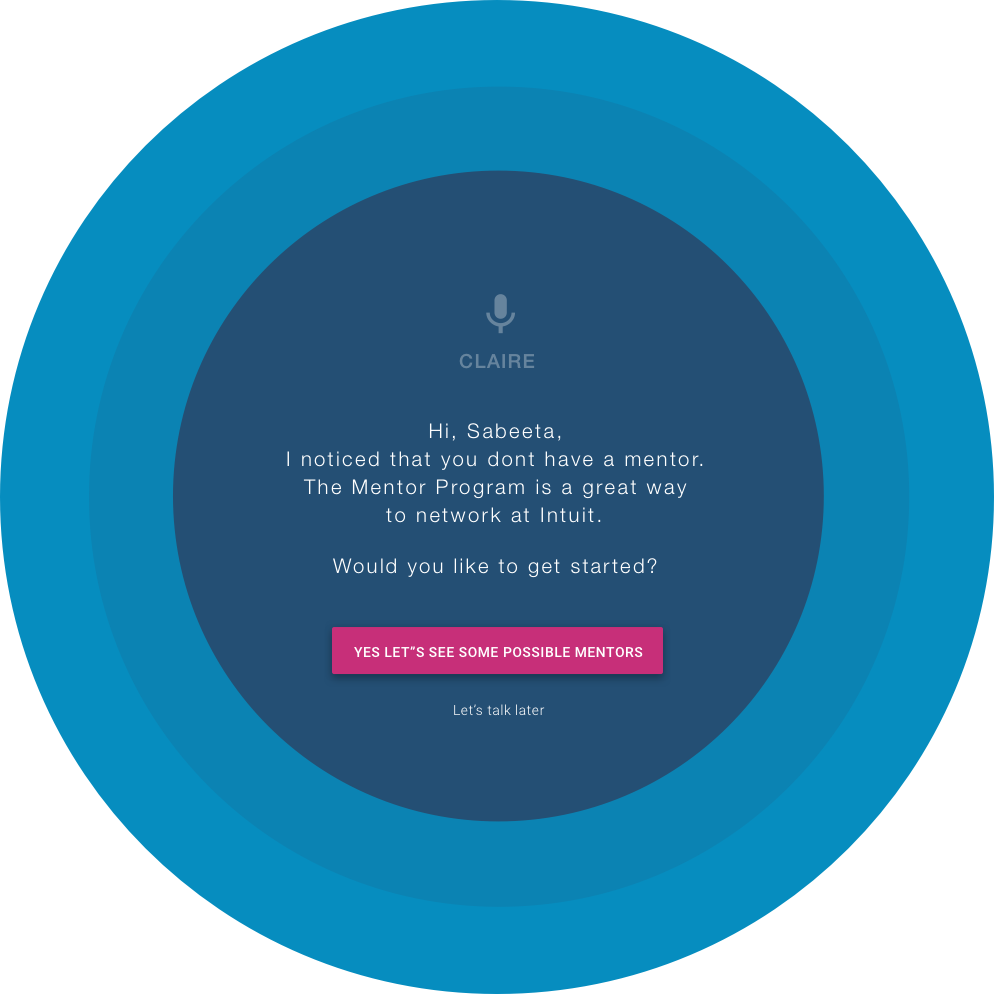 CLAIRE
Hi, Sabeeta,
I noticed that you dont have a mentor.
The Mentor Program is a great way
to network at Intuit.
Would you like to get started?
YES LET”S SEE SOME POSSIBLE MENTORS
Let’s talk later